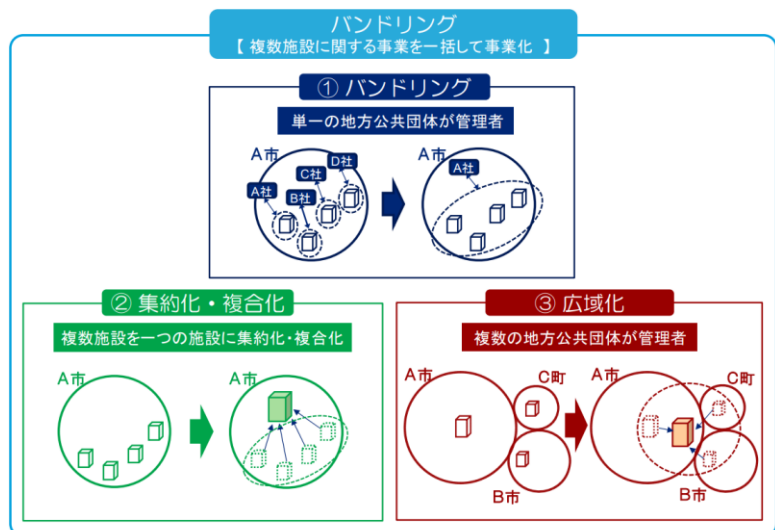 バンドリング
【 複数施設に関する事業を一括して事業化 】
① バンドリング
単一の地方公共団体が管理者
A市
A社
B社
C社
D社
A市
A社
② 集約化・複合化
複数施設を一つの施設に集約化・複合化
A市
A市
③ 広域化
複数の地方公共団体が管理者
A市
C町
B市
A市
C町
B市